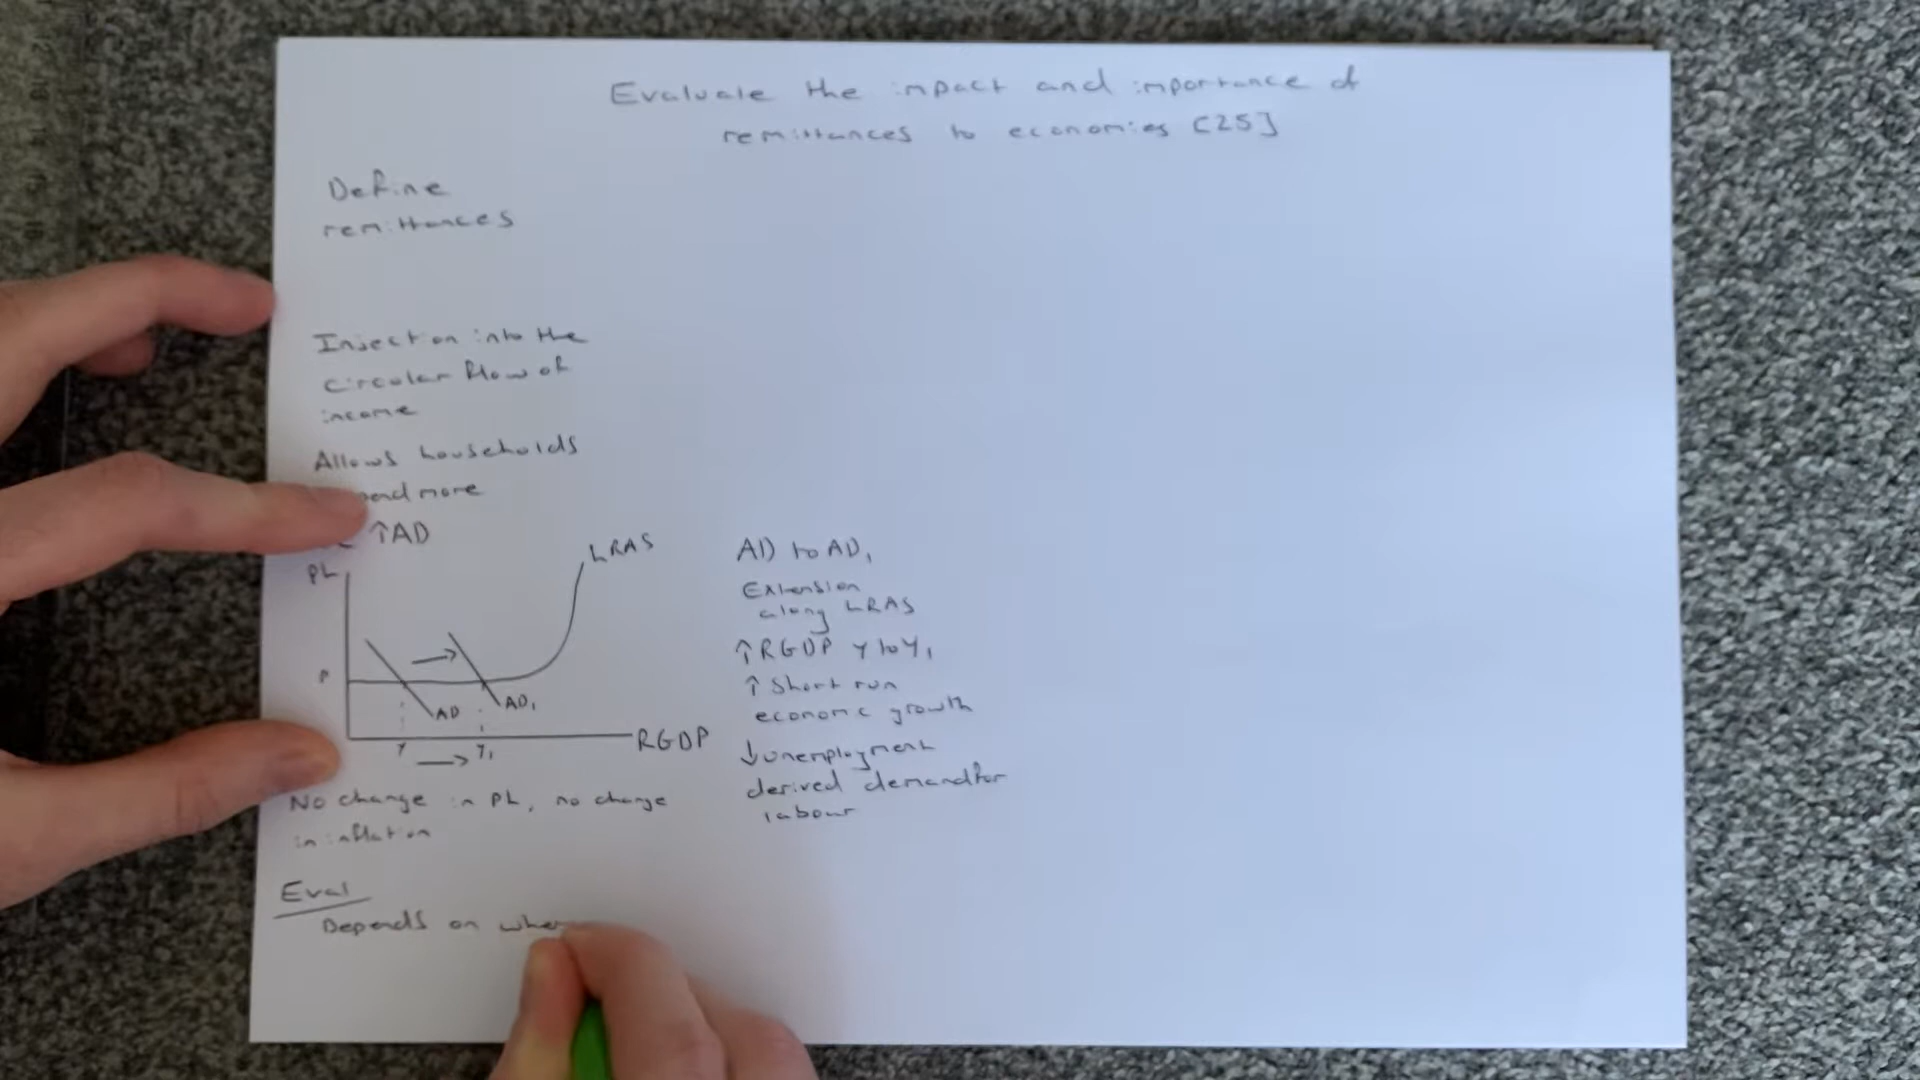 Evaluate the impact and importance of
remittances to economies [25]
Define
remittances
Injection into the
circular flow of
income
Allows households
more
↑AD
PL
LRAS
P
AD
AD₁
Y
Y₁
RGDP
No change in PL, no change
in inflation
AD to AD₁
Extension
along LRAS
↑RGDP Y to Y₁
↑ Short run
economic growth
↓unemployment
derived demand for
labour
Eval
Depends on